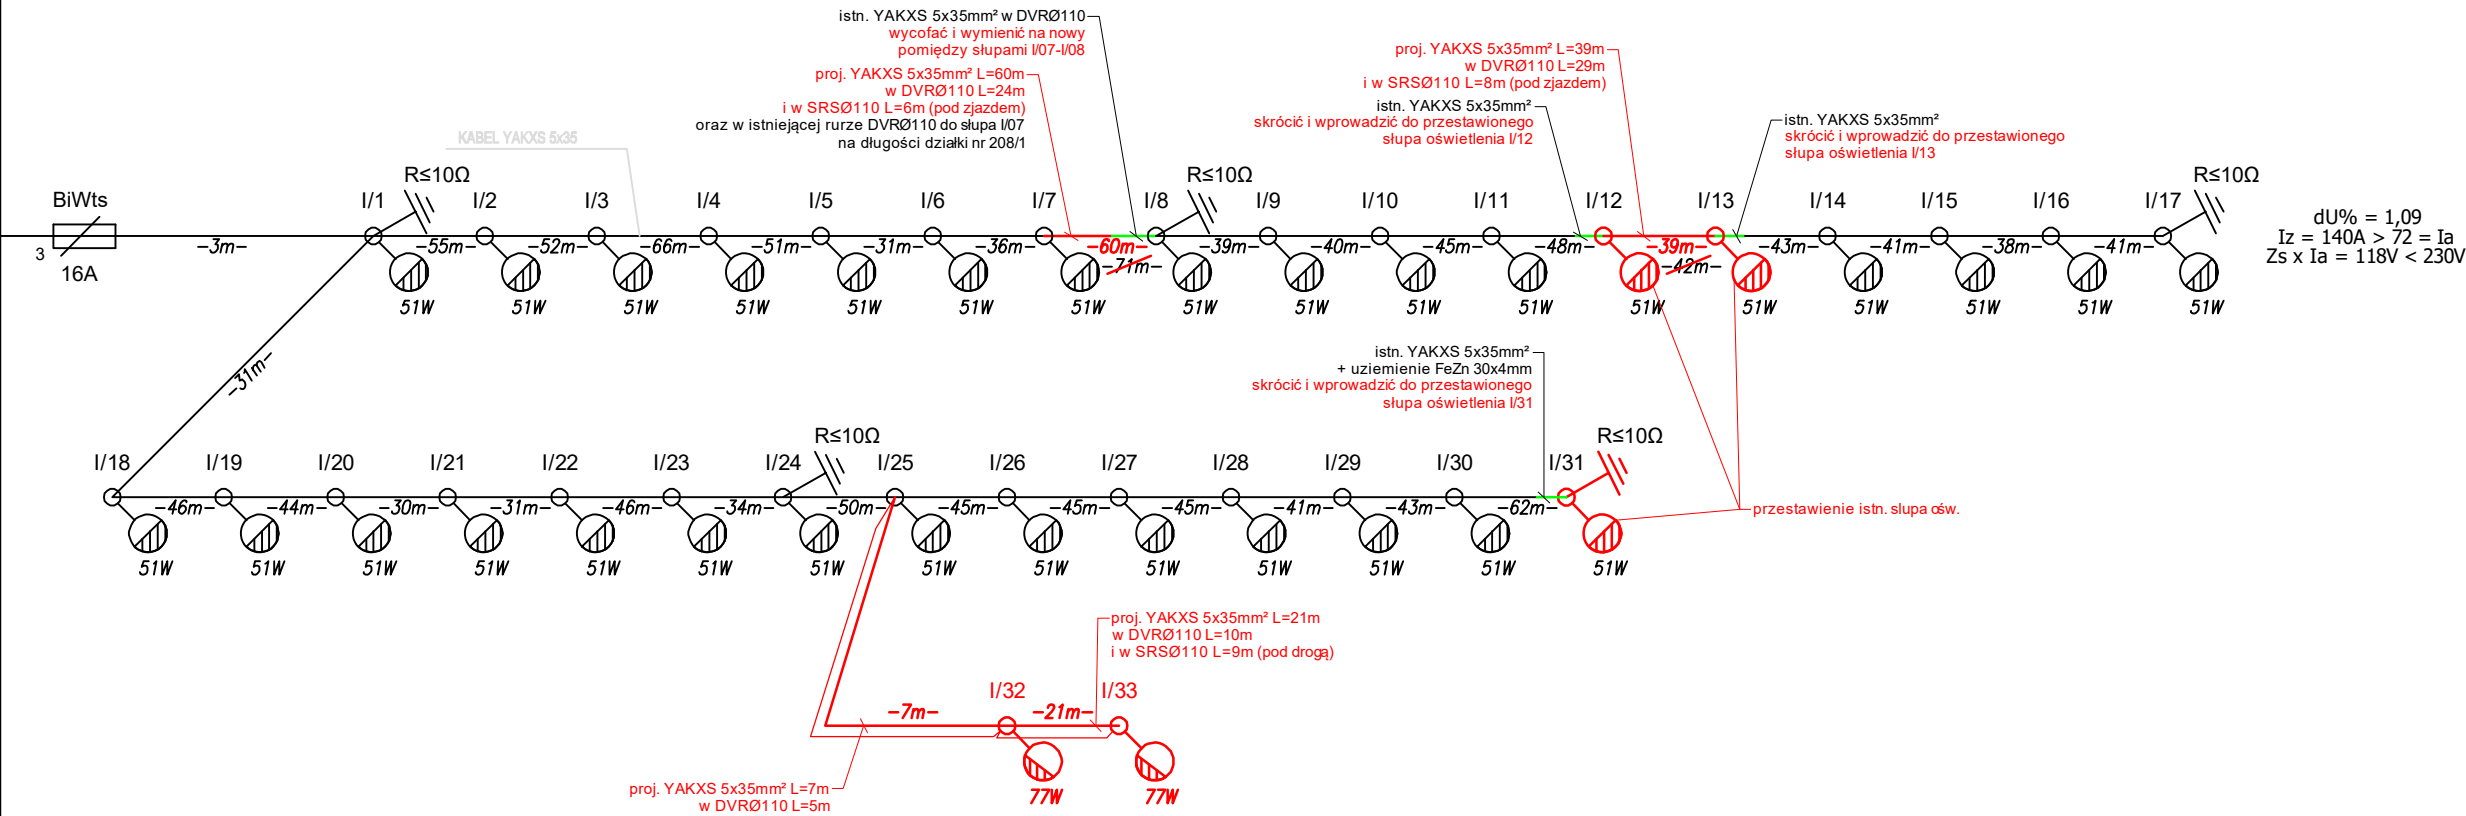 istn. YAKXS 5x35mm² w DVRØ110
wycofać i wymienić na nowy
pomiędzy słupami I/07-I/08
proj. YAKXS 5x35mm² L=60m
w DVRØ110 L=24m
i w SRSØ110 L=6m (pod zjazdem)
oraz w istniejącej rurze DVRØ110 do słupa I/07
na długości działki nr 208/1
proj. YAKXS 5x35mm² L=39m
w DVRØ110 L=29m
i w SRSØ110 L=8m (pod zjazdem)
istn. YAKXS 5x35mm²
skrócić i wprowadzić do przestawionego
słupa oświetlenia I/12
istn. YAKXS 5x35mm²
skrócić i wprowadzić do przestawionego
słupa oświetlenia I/13
KABEL YAKXS 5x35
R≤10Ω R≤10Ω R≤10Ω
BiWts I/1 I/2 I/3 I/4 I/5 I/6 I/7 I/8 I/9 I/10 I/11 I/12 I/13 I/14 I/15 I/16 I/17
-3m- -55m- -52m- -66m- -51m- -31m- -36m- -60m- -39m- -40m- -45m- -48m- -39m- -43m- -41m- -38m- -41m-
-71m- -42m-
3
16A
51W 51W 51W 51W 51W 51W 51W 51W 51W 51W 51W 51W 51W 51W 51W 51W 51W
dU% = 1,09
Iz = 140A > 72 = Ia
Zs x Ia = 118V < 230V
-31m-
istn. YAKXS 5x35mm²
+ uziemienie FeZn 30x4mm
skrócić i wprowadzić do przestawionego
słupa oświetlenia I/31
R≤10Ω R≤10Ω
I/18 I/19 I/20 I/21 I/22 I/23 I/24 I/25 I/26 I/27 I/28 I/29 I/30 I/31
-46m- -44m- -30m- -31m- -46m- -34m- -50m- -45m- -45m- -45m- -41m- -43m- -62m-
51W 51W 51W 51W 51W 51W 51W 51W 51W 51W 51W 51W 51W 51W
przestawienie istn. slupa ośw.
proj. YAKXS 5x35mm² L=21m
w DVRØ110 L=10m
i w SRSØ110 L=9m (pod drogą)
I/32 I/33
-7m- -21m-
77W 77W
proj. YAKXS 5x35mm² L=7m
w DVRØ110 L=5m